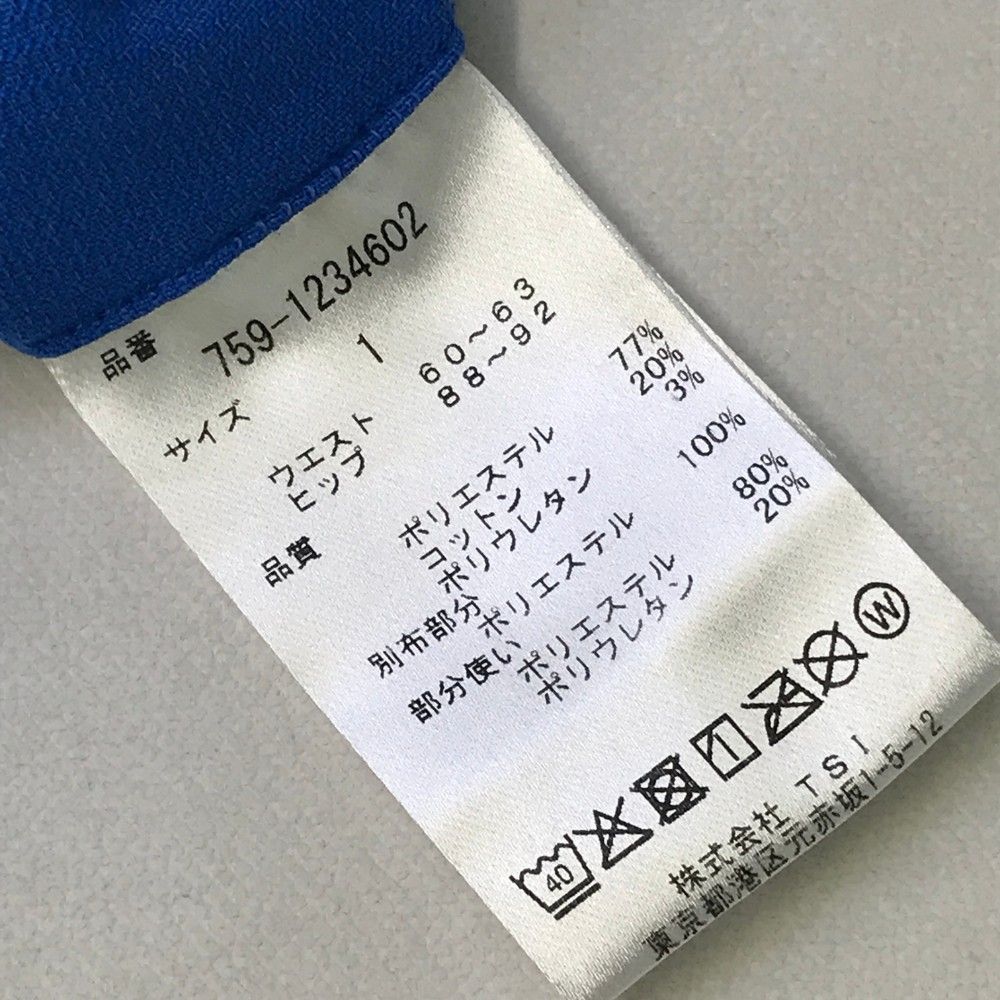 品番 759-1234602
サイズ 1
ウエスト 60～63
ヒップ 88～92
品質 ポリエステル 77%
コットン 20%
ポリウレタン 3%
別布部分
ポリエステル 100%
部分使い
ポリエステル 80%
ポリウレタン 20%
40
W
株式会社 TSI
東京都港区元赤坂1-5-12